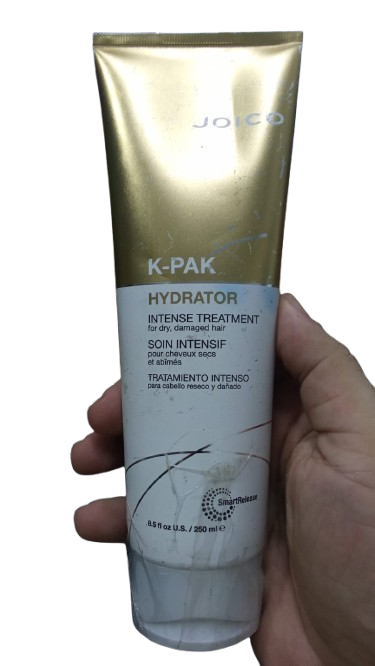 JOICO
K-PAK
HYDRATOR
INTENSE TREATMENT
for dry, damaged hair
SOIN INTENSIF
pour cheveux secs
et abîmés
TRATAMIENTO INTENSO
para cabello reseco y dañado
SmartRelease
8.5 fl oz U.S. / 250 ml ℮